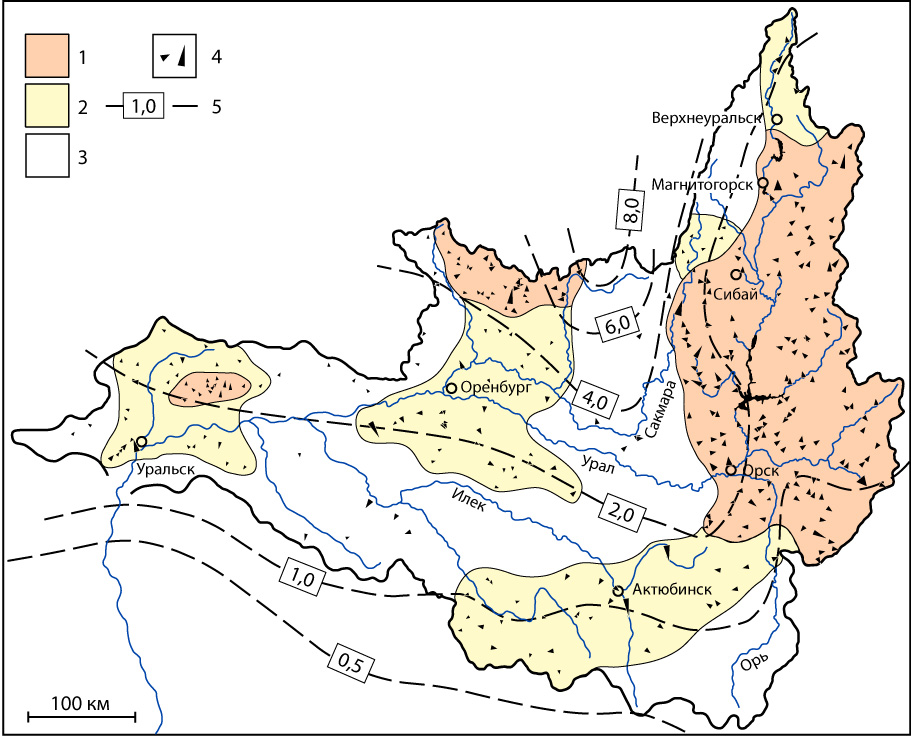 1
4
2
1,0
5
3
Верхнеуральск
Магнитогорск
8,0
Сибай
6,0
Оренбург
4,0
Сакмара
Уральск
Урал
Орск
Илек
2,0
1,0
Актюбинск
0,5
Орь
100 км